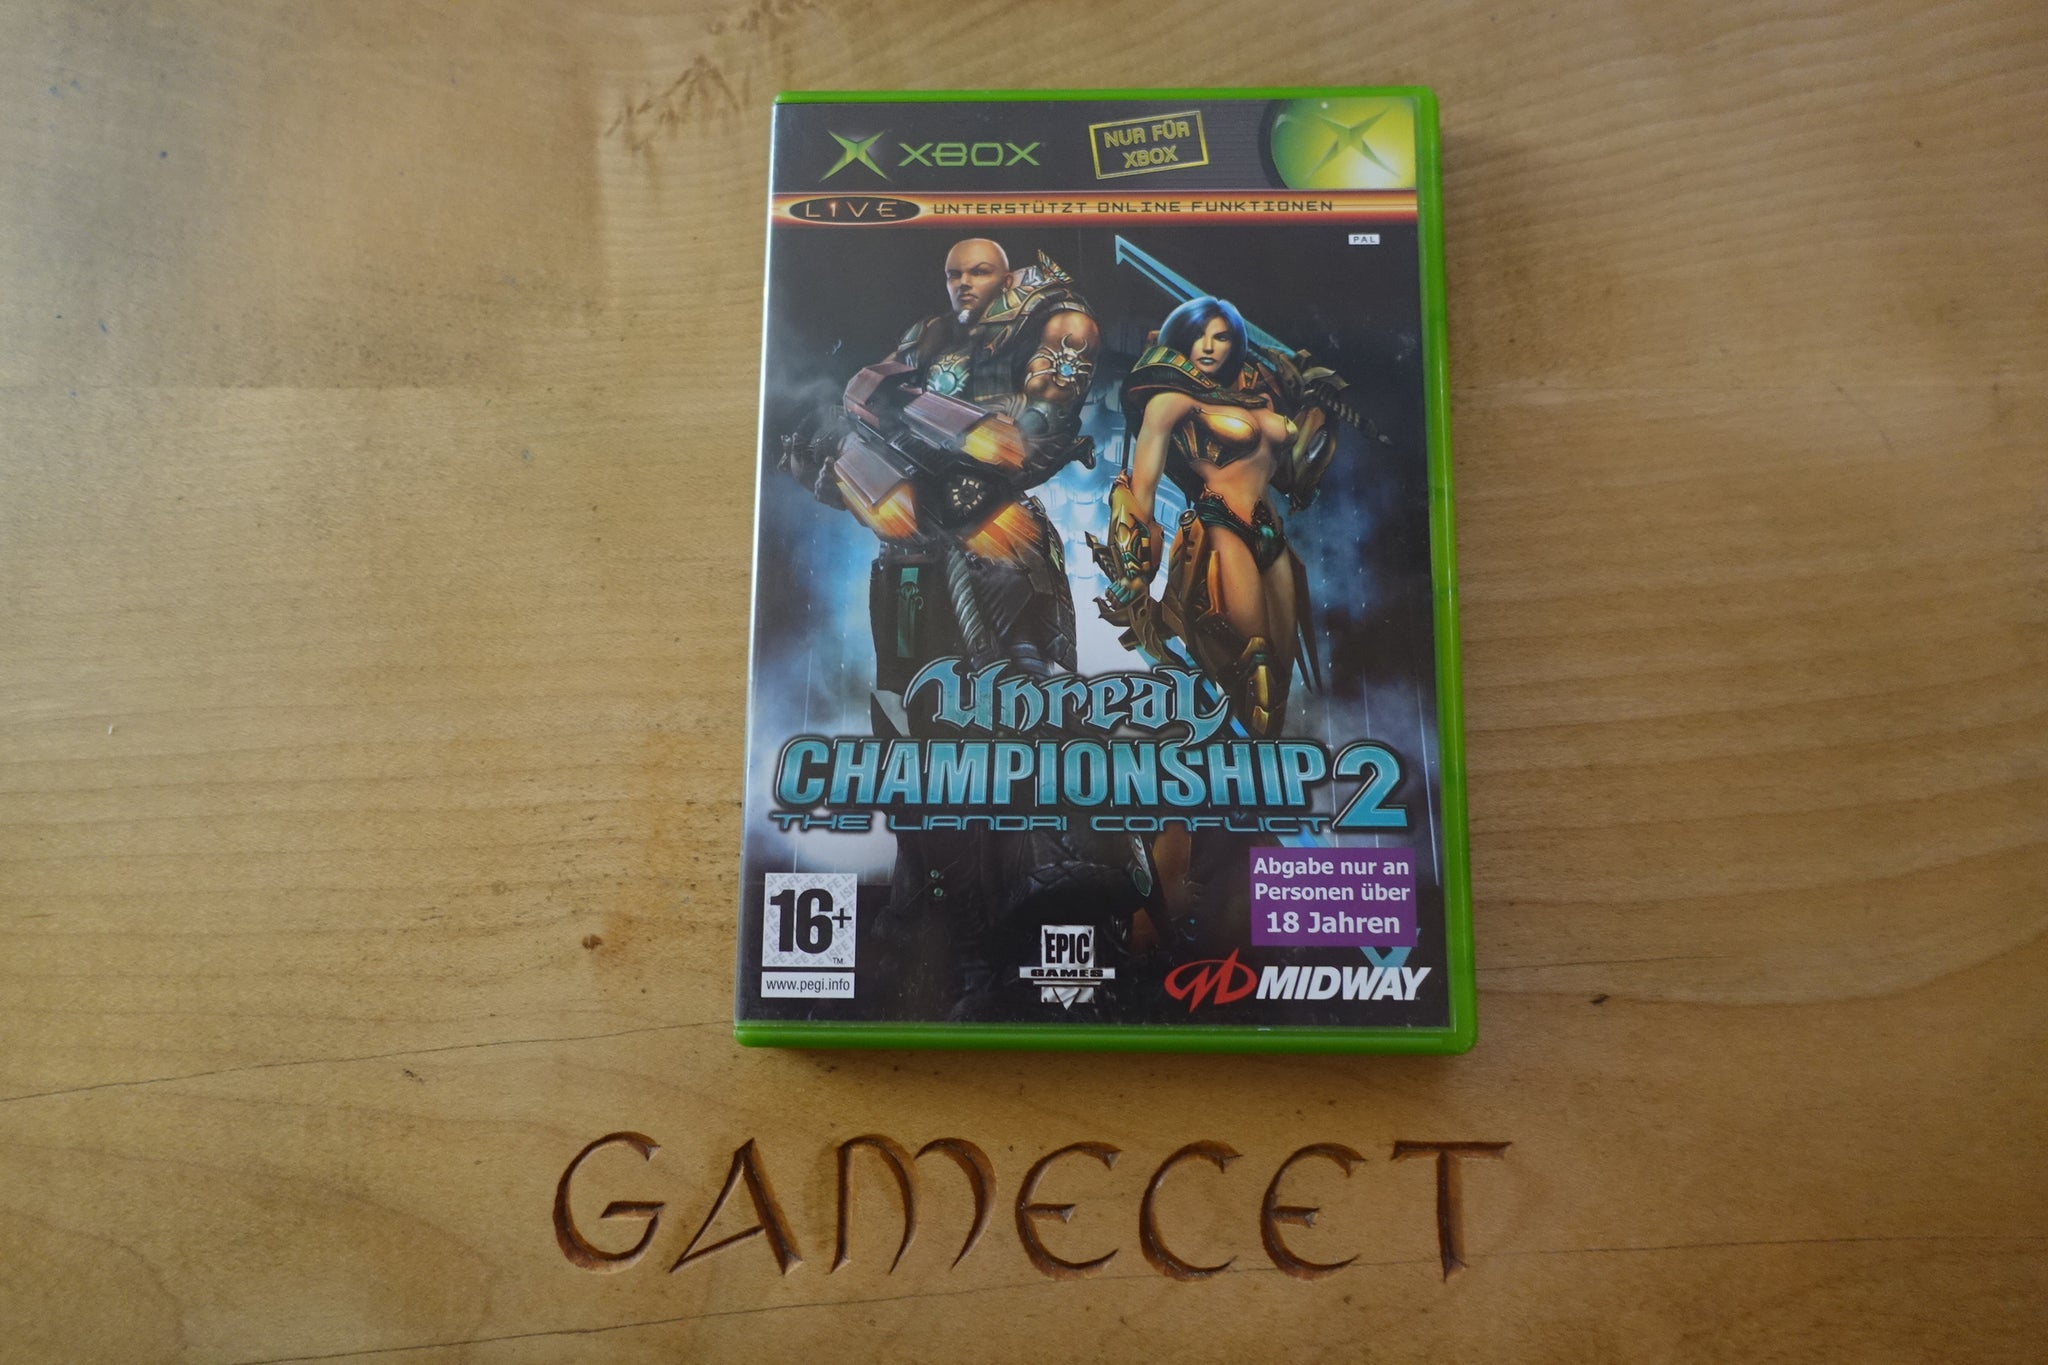 XBOX
NUR FÜR
XBOX
LIVE UNTERSTÜTZT ONLINE FUNKTIONEN
PAL
Unreal
CHAMPIONSHIP 2
THE LIANDRI CONFLICT
Abgabe nur an
Personen über
18 Jahren
16+
www.pegi.info
EPIC
GAMES
MIDWAY
GAMECET